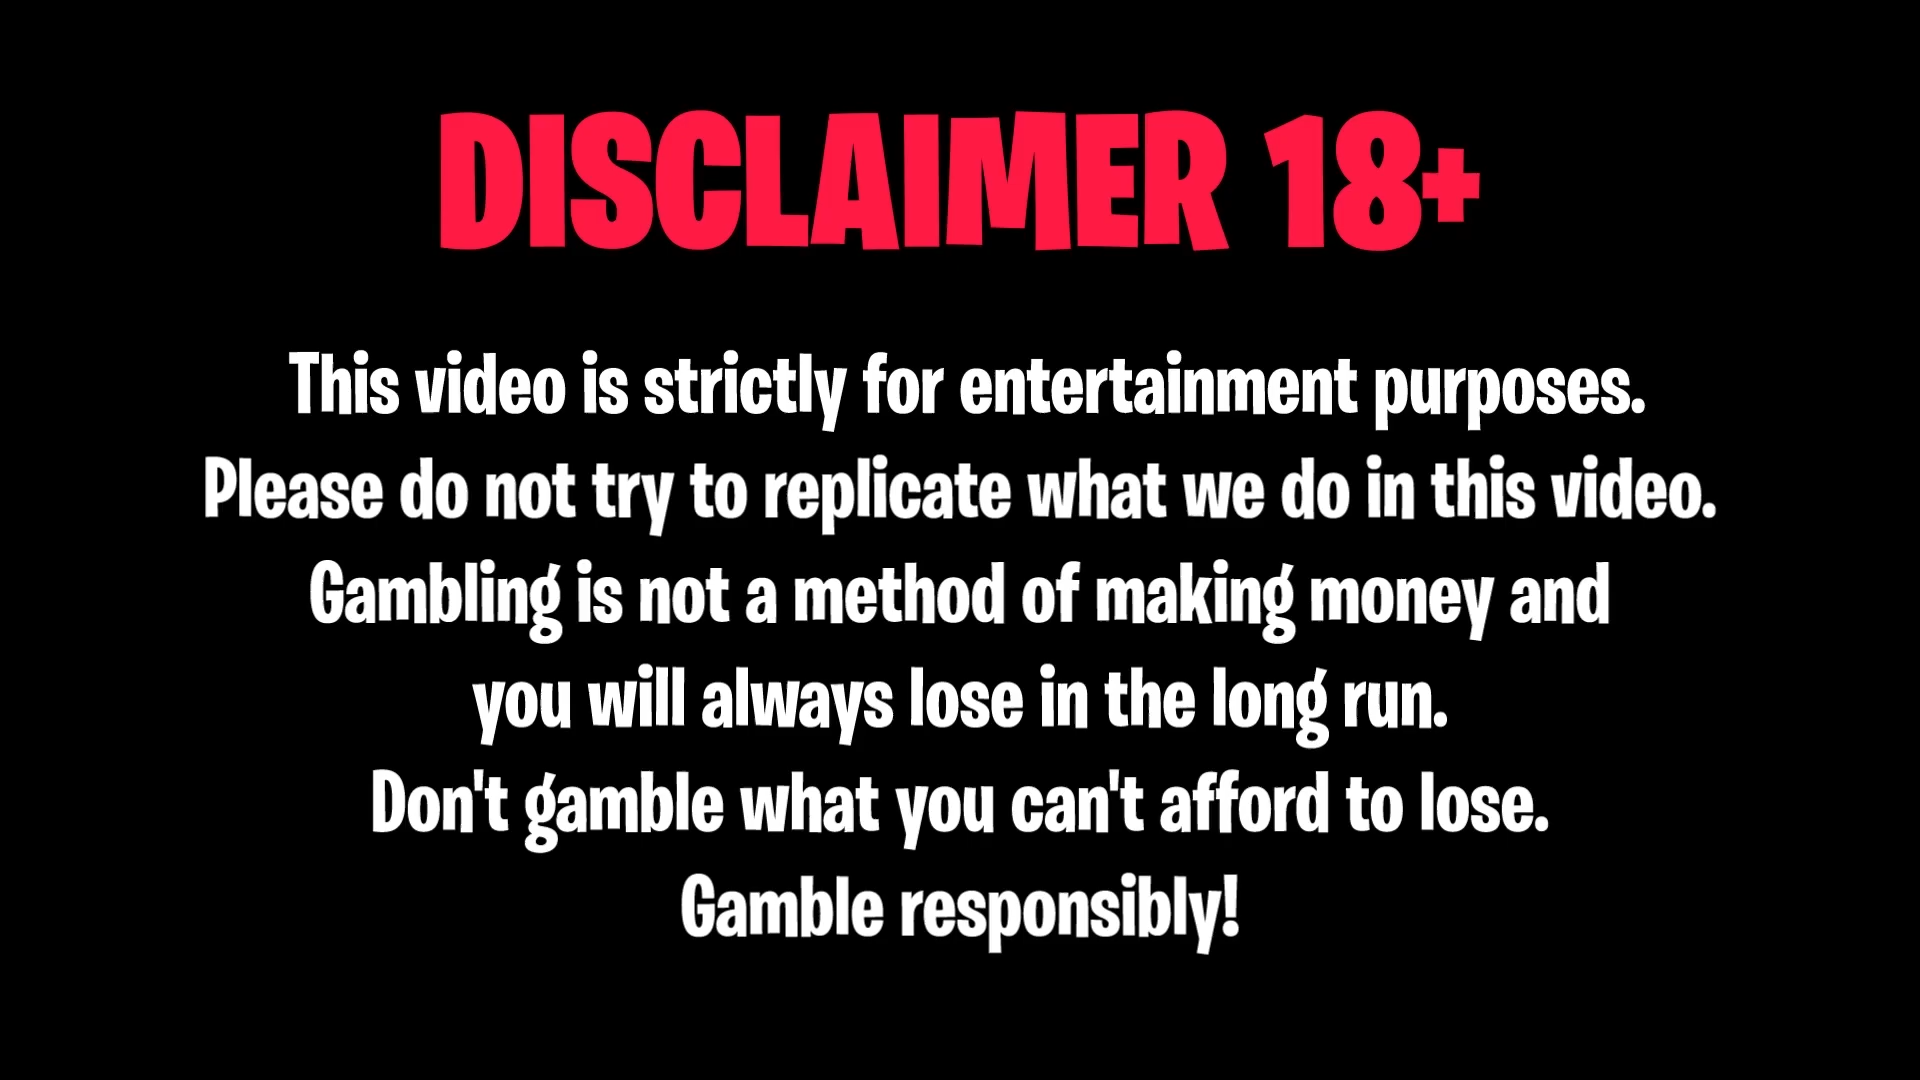 DISCLAIMER 18+
This video is strictly for entertainment purposes.
Please do not try to replicate what we do in this video.
Gambling is not a method of making money and
you will always lose in the long run.
Don't gamble what you can't afford to lose.
Gamble responsibly!